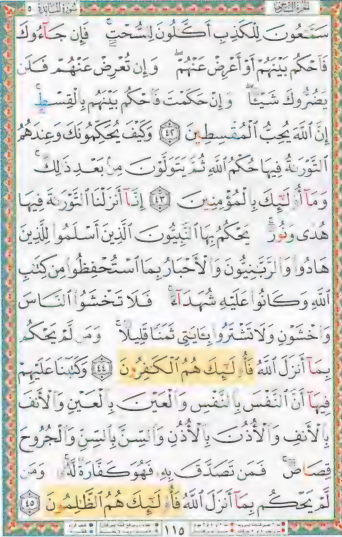 سُورَةُ المَائِدَة ٥
سَمَّٰعُونَ لِلْكَذِبِ أَكَّٰلُونَ لِلسُّحْتِ ۚ فَإِن جَآءُوكَ
فَٱحْكُم بَيْنَهُمْ أَوْ أَعْرِضْ عَنْهُمْ ۖ وَإِن تُعْرِضْ عَنْهُمْ فَلَن
يَضُرُّوكَ شَيْـًٔا ۖ وَإِنْ حَكَمْتَ فَٱحْكُم بَيْنَهُم بِٱلْقِسْطِ ۚ
إِنَّ ٱللَّهَ يُحِبُّ ٱلْمُقْسِطِينَ ٤٢ وَكَيْفَ يُحَكِّمُونَكَ وَعِندَهُمُ
ٱلتَّوْرَىٰةُ فِيهَا حُكْمُ ٱللَّهِ ثُمَّ يَتَوَلَّوْنَ مِنۢ بَعْدِ ذَٰلِكَ ۚ
وَمَآ أُو۟لَٰٓئِكَ بِٱلْمُؤْمِنِينَ ٤٣ إِنَّآ أَنزَلْنَا ٱلتَّوْرَىٰةَ فِيهَا
هُدًى وَنُورٌ ۚ يَحْكُمُ بِهَا ٱلنَّبِيُّونَ ٱلَّذِينَ أَسْلَمُوا۟ لِلَّذِينَ
هَادُوا۟ وَٱلرَّبَّٰنِيُّونَ وَٱلْأَحْبَارُ بِمَا ٱسْتُحْفِظُوا۟ مِن كِتَٰبِ
ٱللَّهِ وَكَانُوا۟ عَلَيْهِ شُهَدَآءَ ۚ فَلَا تَخْشَوُا۟ ٱلنَّاسَ
وَٱخْشَوْنِ وَلَا تَشْتَرُوا۟ بِـَٔايَٰتِى ثَمَنًا قَلِيلًا ۚ وَمَن لَّمْ يَحْكُم
بِمَآ أَنزَلَ ٱللَّهُ فَأُو۟لَٰٓئِكَ هُمُ ٱلْكَٰفِرُونَ ٤٤ وَكَتَبْنَا عَلَيْهِمْ
فِيهَآ أَنَّ ٱلنَّفْسَ بِٱلنَّفْسِ وَٱلْعَيْنَ بِٱلْعَيْنِ وَٱلْأَنفَ
بِٱلْأَنفِ وَٱلْأُذُنَ بِٱلْأُذُنِ وَٱلسِّنَّ بِٱلسِّنِّ وَٱلْجُرُوحَ
قِصَاصٌ ۚ فَمَن تَصَدَّقَ بِهِۦ فَهُوَ كَفَّارَةٌ لَّهُۥ ۚ وَمَن
لَّمْ يَحْكُم بِمَآ أَنزَلَ ٱللَّهُ فَأُو۟لَٰٓئِكَ هُمُ ٱلظَّٰلِمُونَ ٤٥
١١٥